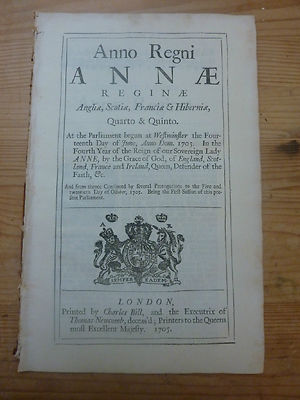 Anno Regni
ANNÆ
REGINÆ
Angliæ, Scotiæ, Franciæ & Hiberniæ,
Quarto & Quinto.
At the Parliament begun at Westminster the Four-
teenth Day of June, Anno Dom. 1705. In the
Fourth Year of the Reign of our Sovereign Lady
ANNE, by the Grace of God, of England, Scot-
land, France and Ireland, Queen, Defender of the
Faith, &c.
And from thence Continued by several Prorogations to the Five and
twentieth Day of October, 1705. Being the First Session of this pre-
sent Parliament.
A R
SEMPER EADEM
LONDON,
Printed by Charles Bill, and the Executrix of
Thomas Newcomb, deceas'd; Printers to the Queens
most Excellent Majesty. 1705.